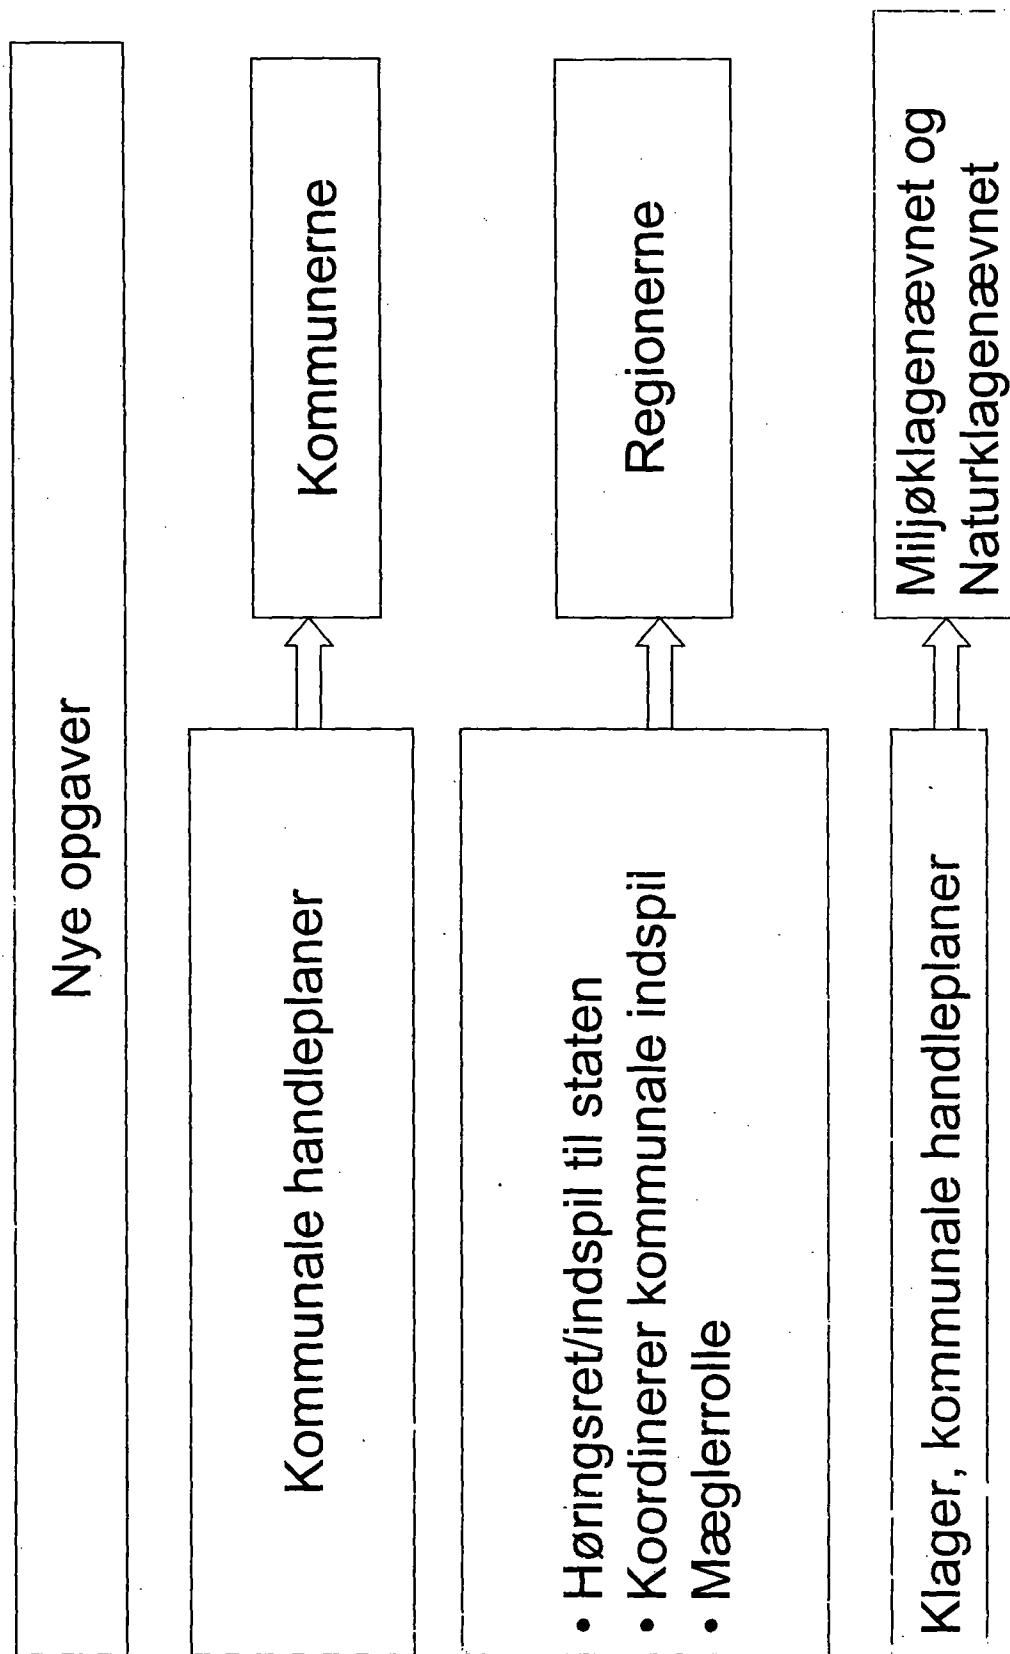 Nye opgaver
Kommunale handleplaner
Kommunerne
• Høringsret/indspil til staten
• Koordinerer kommunale indspil
• Mæglerrolle
Regionerne
Klager, kommunale handleplaner
Miljøklagenævnet og
Naturklagenævnet